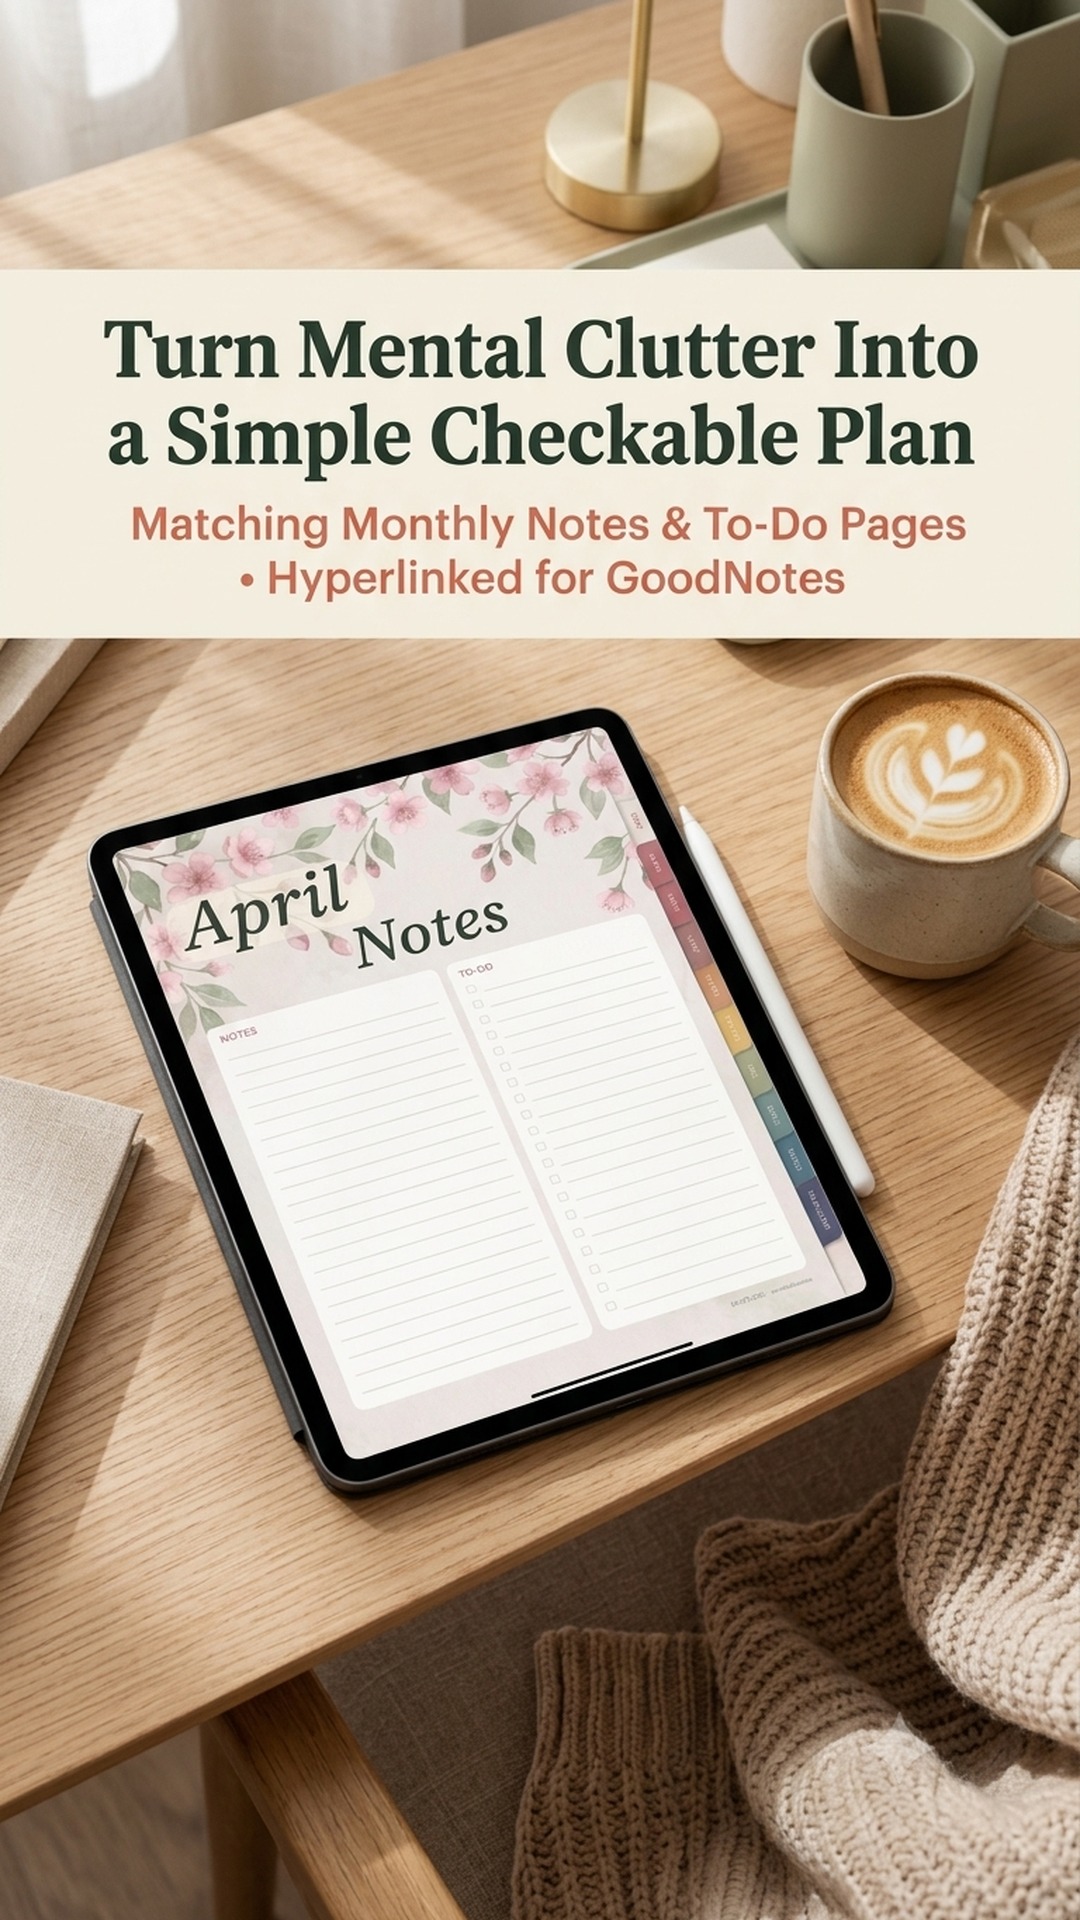 Turn Mental Clutter Into
a Simple Checkable Plan
Matching Monthly Notes & To-Do Pages
• Hyperlinked for GoodNotes
April
Notes
NOTES
TO-DO